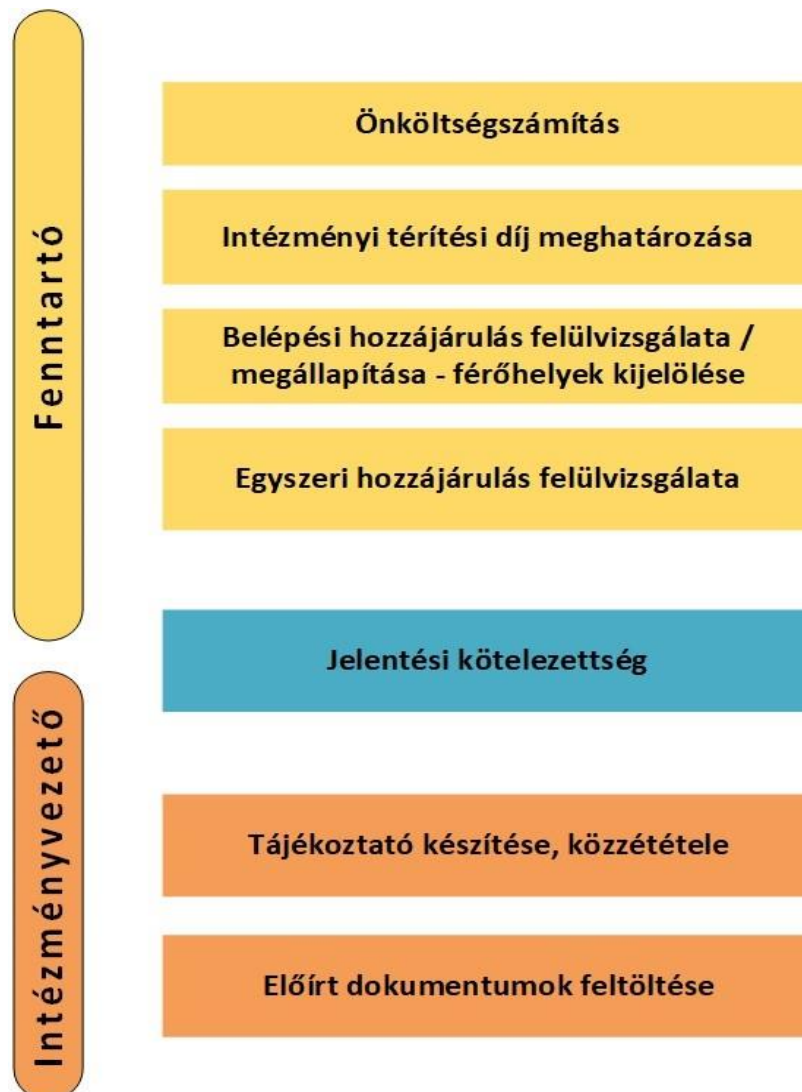 Fenntartó
Önköltségszámítás
Intézményi térítési díj meghatározása
Belépési hozzájárulás felülvizsgálata /
megállapítása - férőhelyek kijelölése
Egyszeri hozzájárulás felülvizsgálata
Jelentési kötelezettség
Intézményvezető
Tájékoztató készítése, közzététele
Előírt dokumentumok feltöltése